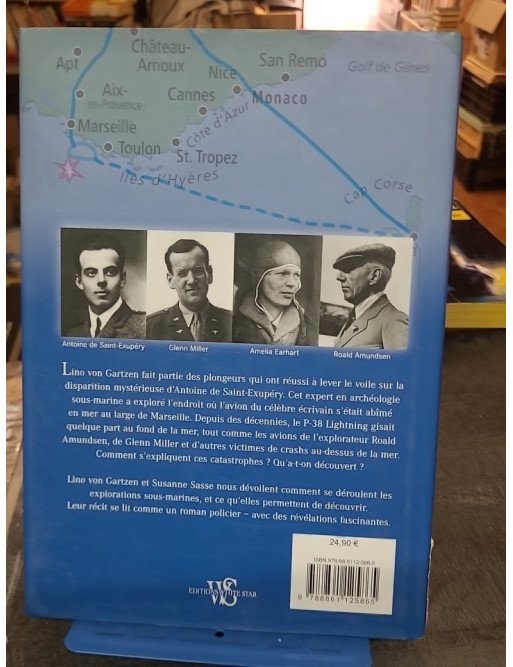 Château-
Arnoux
Apt
Nice
San Remo
Golf de Gênes
Aix-
en-Provence
Cannes
Monaco
Marseille
Côte d'Azur
Toulon
St. Tropez
Iles d'Hyères
Cap Corse
Antoine de Saint-Exupéry
Glenn Miller
Amelia Earhart
Roald Amundsen
Lino von Gartzen fait partie des plongeurs qui ont réussi à lever le voile sur la
disparition mystérieuse d'Antoine de Saint-Exupéry. Cet expert en archéologie
sous-marine a exploré l'endroit où l'avion du célèbre écrivain s'était abîmé
en mer au large de Marseille. Depuis des décennies, le P-38 Lightning gisait
quelque part au fond de la mer, tout comme les avions de l'explorateur Roald
Amundsen, de Glenn Miller et d'autres victimes de crashs au-dessus de la mer.
Comment s'expliquent ces catastrophes ? Qu'a-t-on découvert ?
Lino von Gartzen et Susanne Sasse nous dévoilent comment se déroulent les
explorations sous-marines, et ce qu'elles permettent de découvrir.
Leur récit se lit comme un roman policier – avec des révélations fascinantes.
24,90 €
ISBN 978-88-6112-586-5
9 788861 125865
WS
EDITIONS WHITE STAR